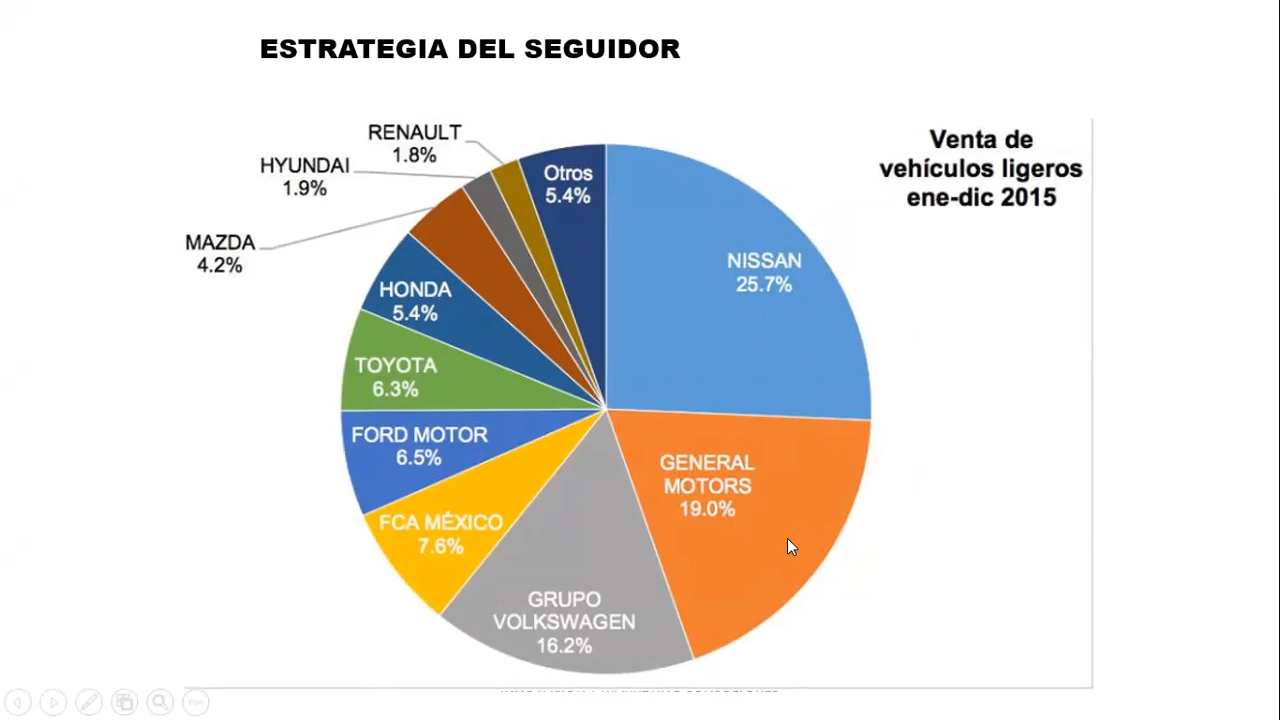 ESTRATEGIA DEL SEGUIDOR
Venta de
vehículos ligeros
ene-dic 2015
RENAULT
1.8%
HYUNDAI
1.9%
MAZDA
4.2%
Otros
5.4%
NISSAN
25.7%
HONDA
5.4%
TOYOTA
6.3%
FORD MOTOR
6.5%
FCA MÉXICO
7.6%
GENERAL
MOTORS
19.0%
GRUPO
VOLKSWAGEN
16.2%